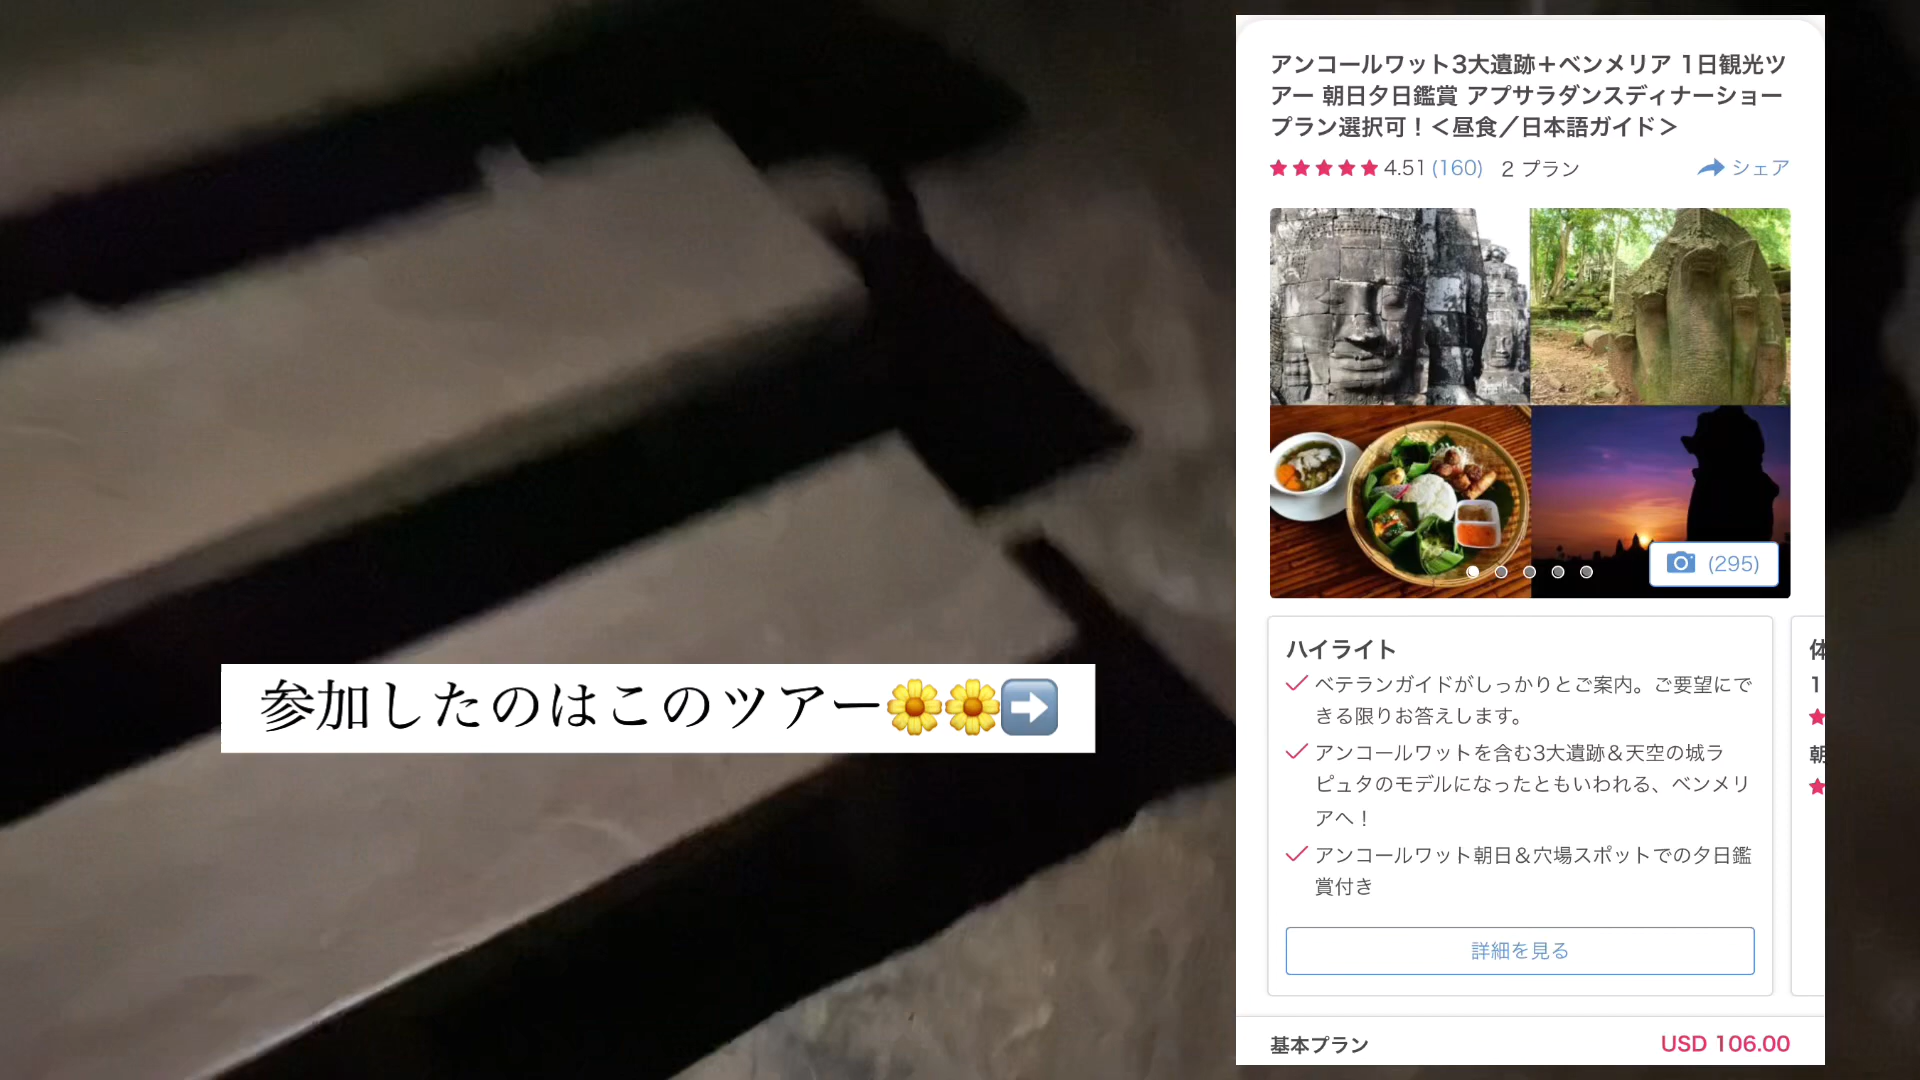 参加したのはこのツアー🌼🌼➡️
アンコールワット3大遺跡＋ベンメリア 1日観光ツ
アー 朝日夕日鑑賞 アプサラダンスディナーショー
プラン選択可！＜昼食／日本語ガイド＞
★★★★★ 4.51 (160) 2 プラン シェア
(295)
ハイライト
ベテランガイドがしっかりとご案内。ご要望にで
きる限りお答えします。
アンコールワットを含む3大遺跡＆天空の城ラ
ピュタのモデルになったともいわれる、ベンメリ
アへ！
アンコールワット朝日＆穴場スポットでの夕日鑑
賞付き
詳細を見る
体
1
朝
基本プラン USD 106.00